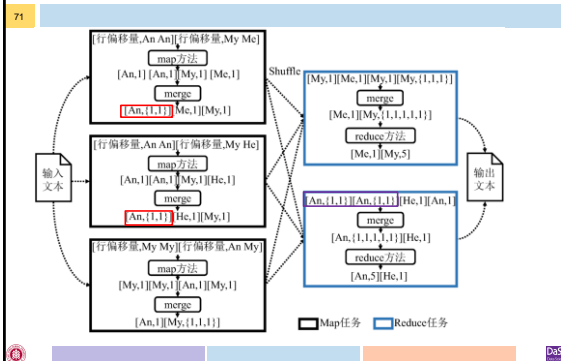 71
[行偏移量,An An][行偏移量,My Me]
map方法
[An,1] [An,1][My,1] [Me,1]
merge
[An,{1,1}][Me,1][My,1]
[行偏移量,An An][行偏移量,My He]
map方法
[An,1][An,1][My,1][He,1]
merge
[An,{1,1}][He,1][My,1]
[行偏移量,My My][行偏移量,An My]
map方法
[My,1][My,1][An,1][My,1]
merge
[An,1][My,{1,1,1}]
输入
文本
Shuffle
[My,1][Me,1][My,1][My,{1,1,1}]
merge
[Me,1][My,{1,1,1,1,1}]
reduce方法
[Me,1][My,5]
[An,{1,1}][An,{1,1}][He,1][An,1]
merge
[An,{1,1,1,1,1}][He,1]
reduce方法
[An,5][He,1]
输出
文本
Map任务
Reduce任务
DaS